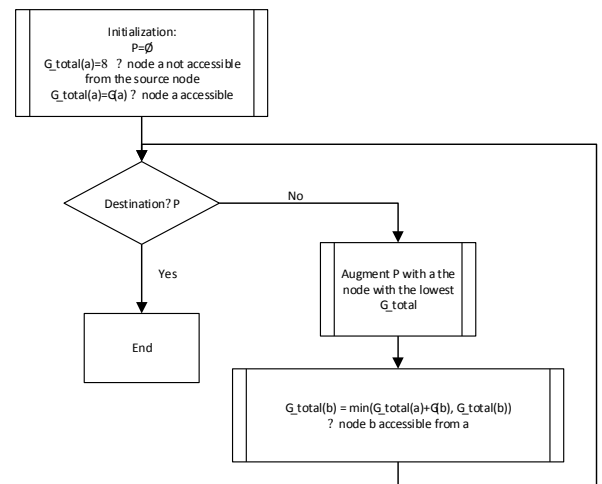 Initialization:
P=Ø
G_total(a)=8 ? node a not accessible
from the source node
G_total(a)=G(a) ? node a accessible
Destination? P
No
Yes
Augment P with a the
node with the lowest
G_total
End
G_total(b) = min(G_total(a)+G(b), G_total(b))
? node b accessible from a